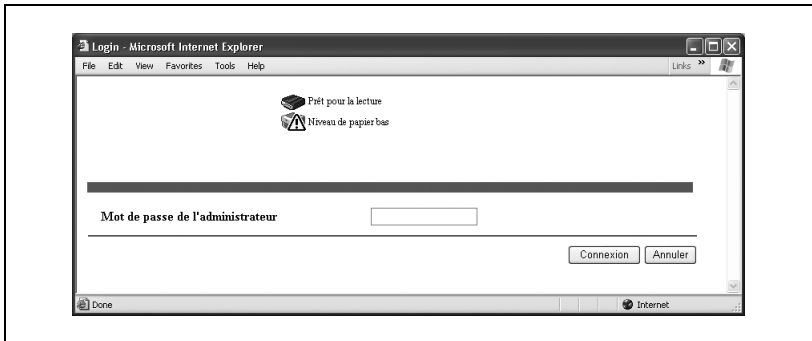 Login - Microsoft Internet Explorer
File Edit View Favorites Tools Help Links »
Prêt pour la lecture
Niveau de papier bas
Mot de passe de l'administrateur
Connexion Annuler
Done Internet